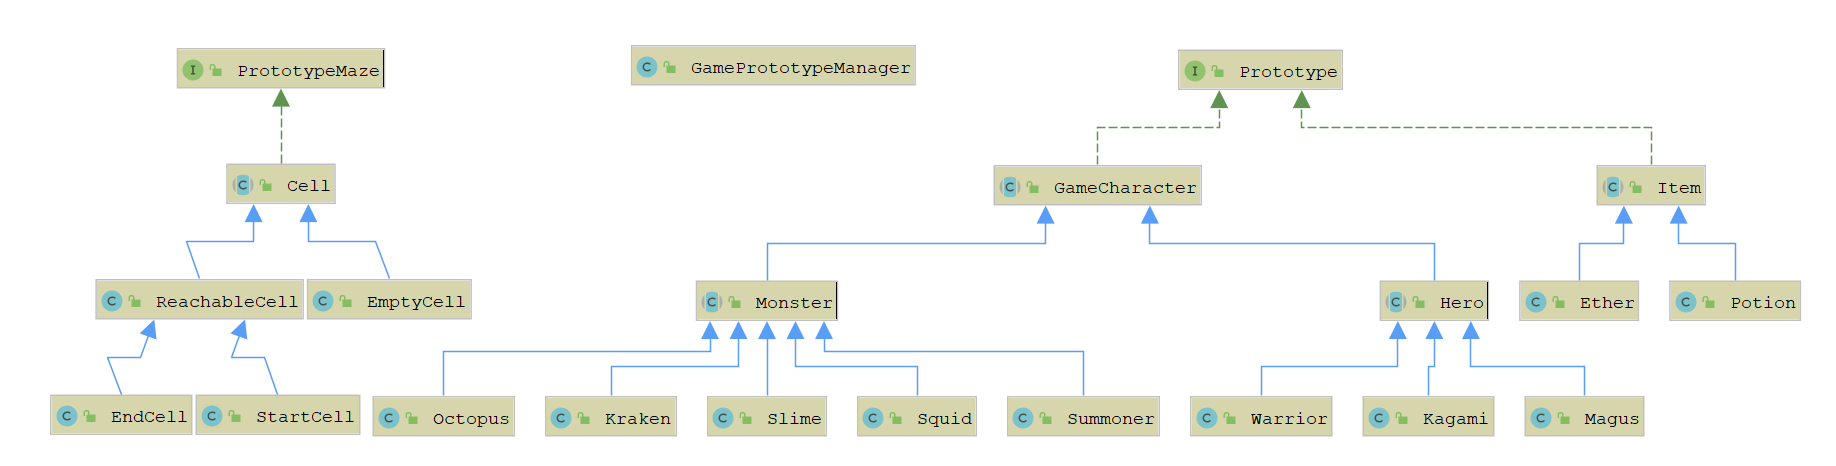 I PrototypeMaze
C GamePrototypeManager
I Prototype
C Cell
C GameCharacter
C Item
C ReachableCell
C EmptyCell
C Monster
C Hero
C Ether
C Potion
C EndCell
C StartCell
C Octopus
C Kraken
C Slime
C Squid
C Summoner
C Warrior
C Kagami
C Magus